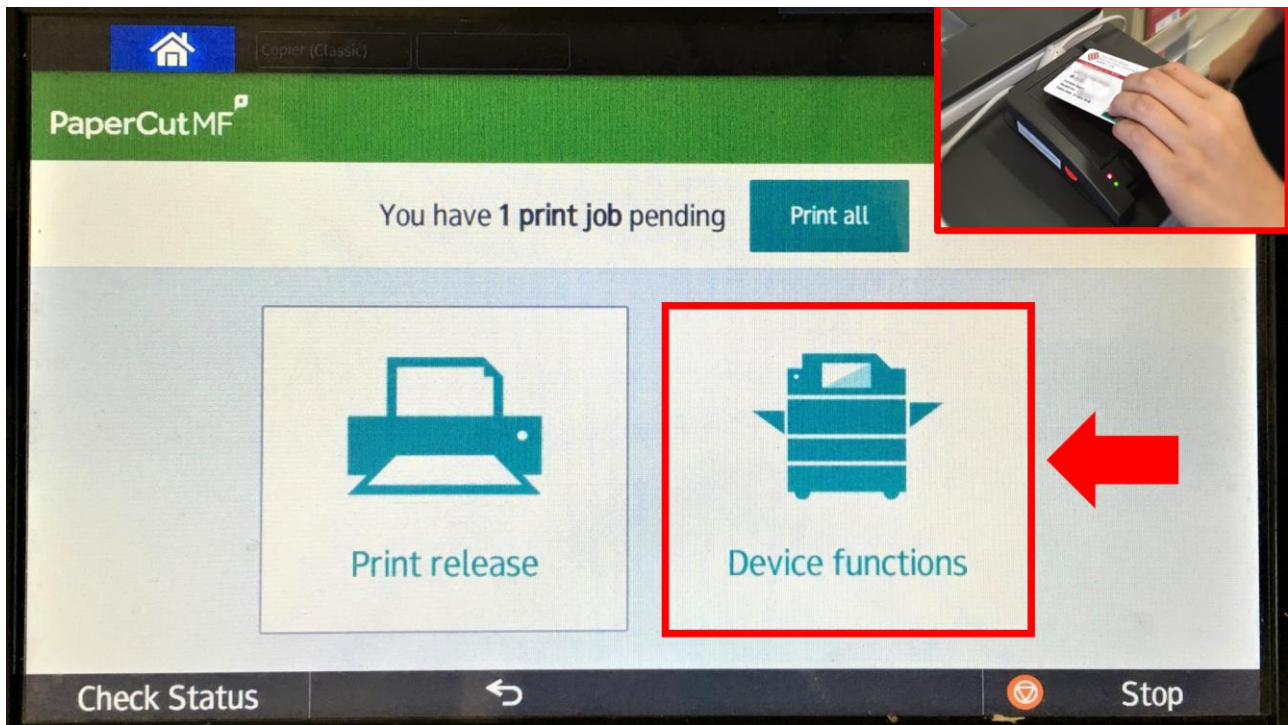 Copier (Classic)
PaperCut MF
You have 1 print job pending
Print all
Print release
Device functions
Check Status
Stop